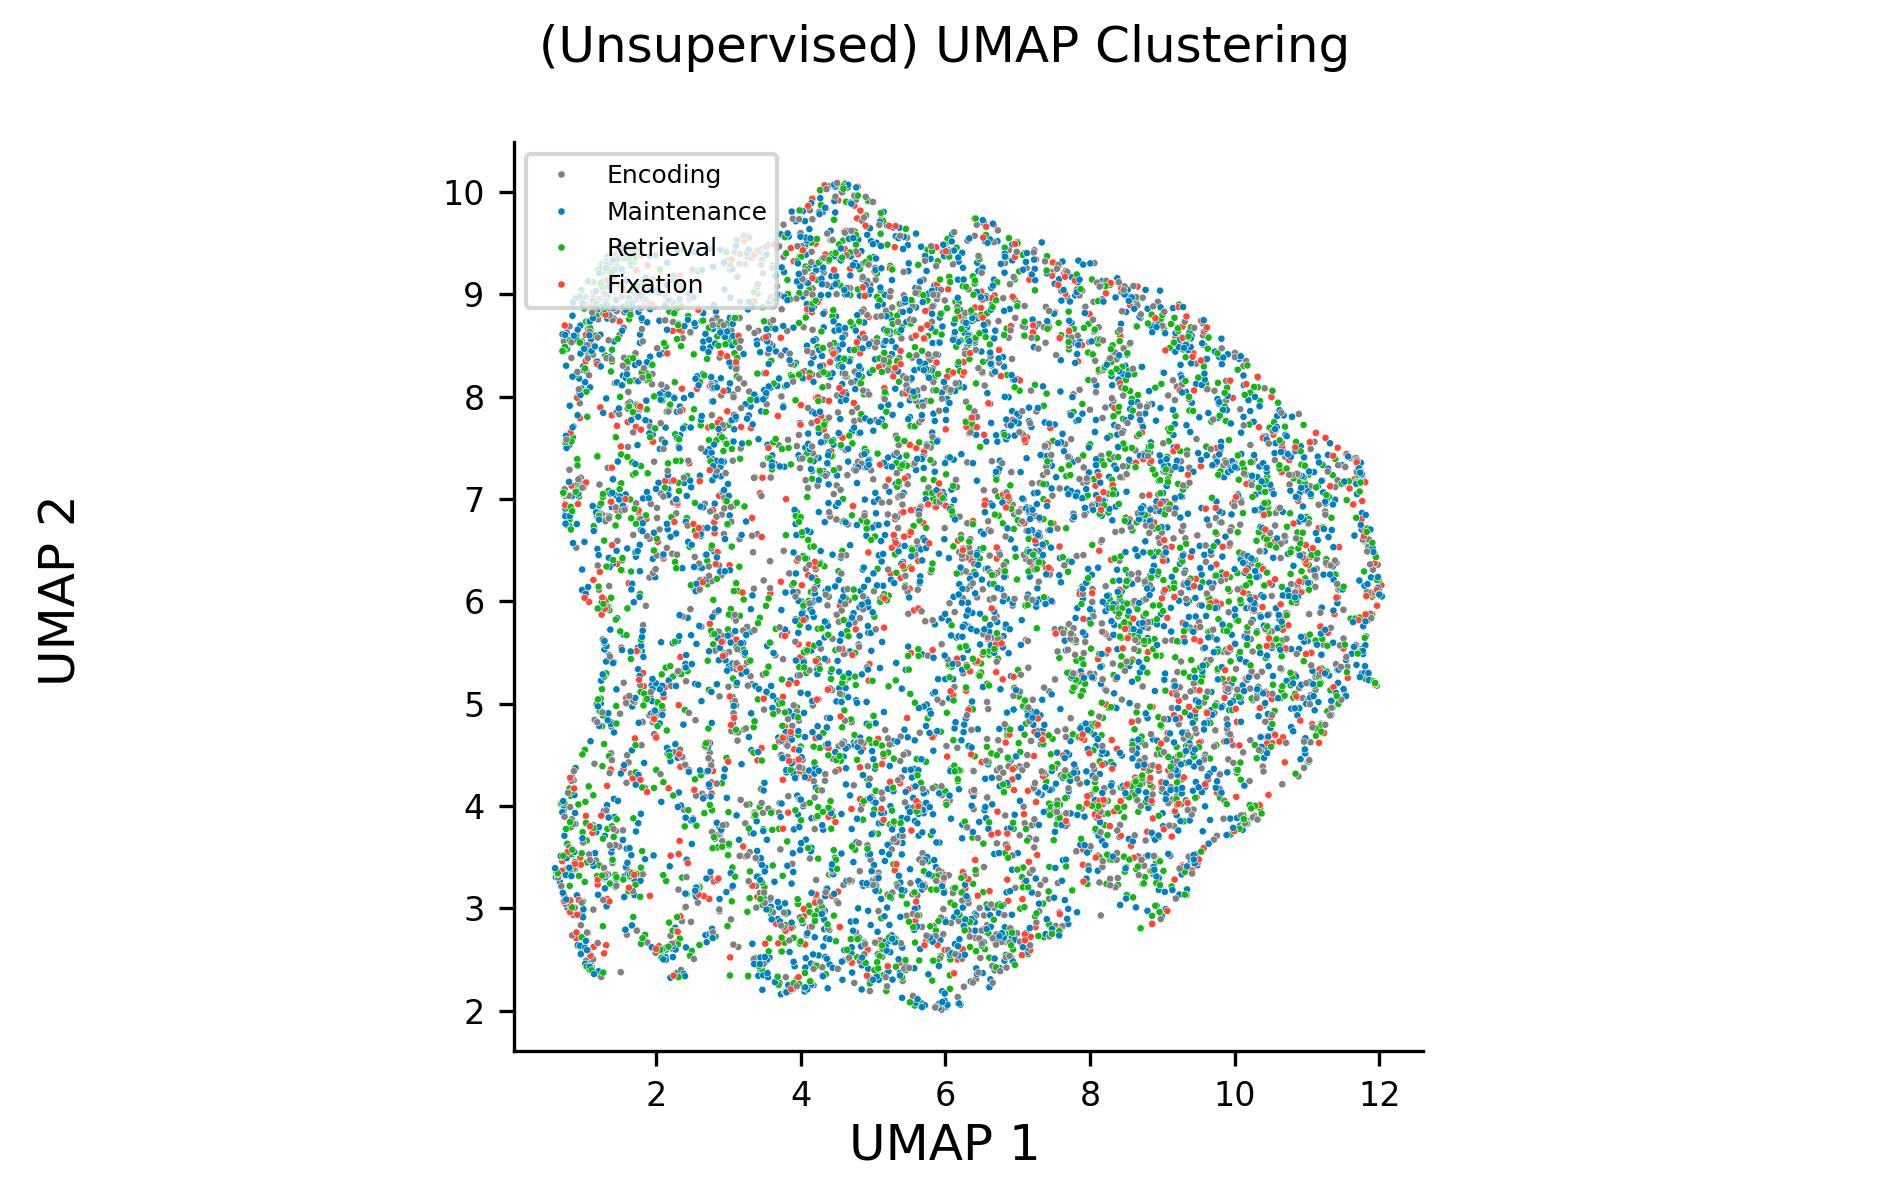 (Unsupervised) UMAP Clustering
UMAP 2
10
9
8
7
6
5
4
3
2
Encoding
Maintenance
Retrieval
Fixation
2 4 6 8 10 12
UMAP 1